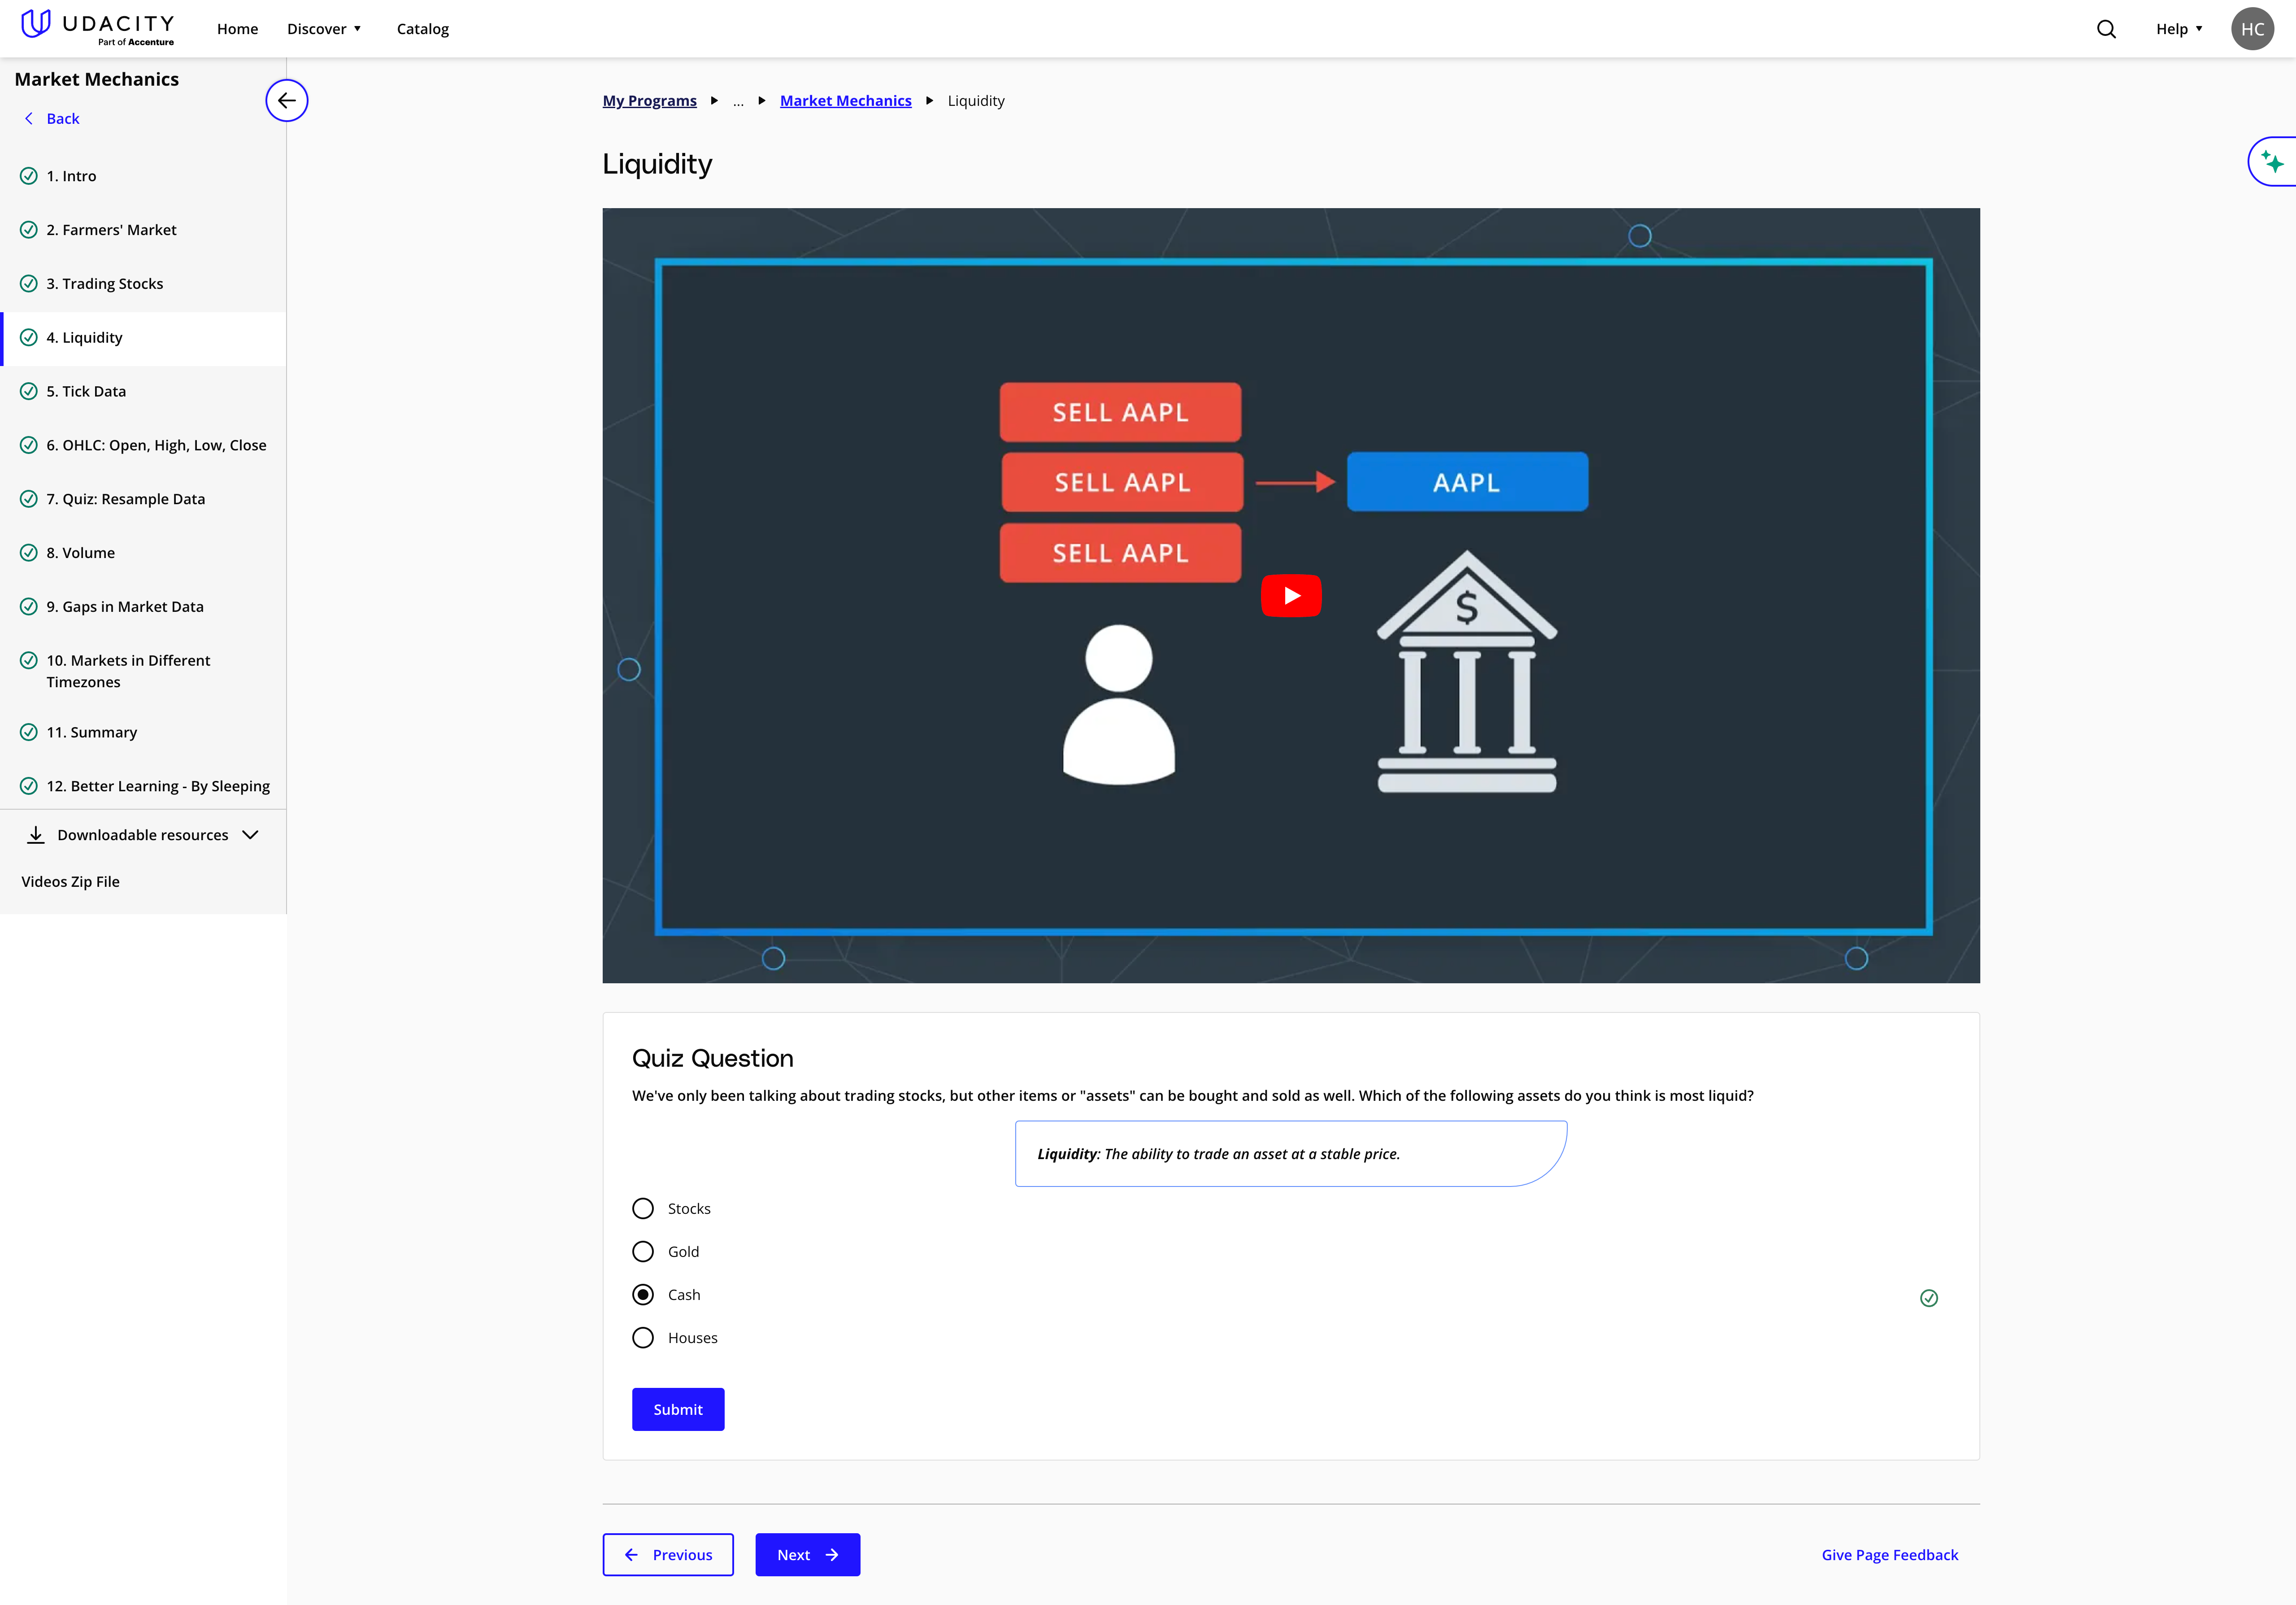 UDACITY
Part of Accenture
Home
Discover
Catalog
Help
HC
Market Mechanics
Back
1. Intro
2. Farmers' Market
3. Trading Stocks
4. Liquidity
5. Tick Data
6. OHLC: Open, High, Low, Close
7. Quiz: Resample Data
8. Volume
9. Gaps in Market Data
10. Markets in Different
Timezones
11. Summary
12. Better Learning - By Sleeping
Downloadable resources
Videos Zip File
My Programs ... Market Mechanics Liquidity
Liquidity
SELL AAPL
SELL AAPL
AAPL
SELL AAPL
$
Quiz Question
We've only been talking about trading stocks, but other items or "assets" can be bought and sold as well. Which of the following assets do you think is most liquid?
Liquidity: The ability to trade an asset at a stable price.
Stocks
Gold
Cash
Houses
Submit
Previous
Next
Give Page Feedback